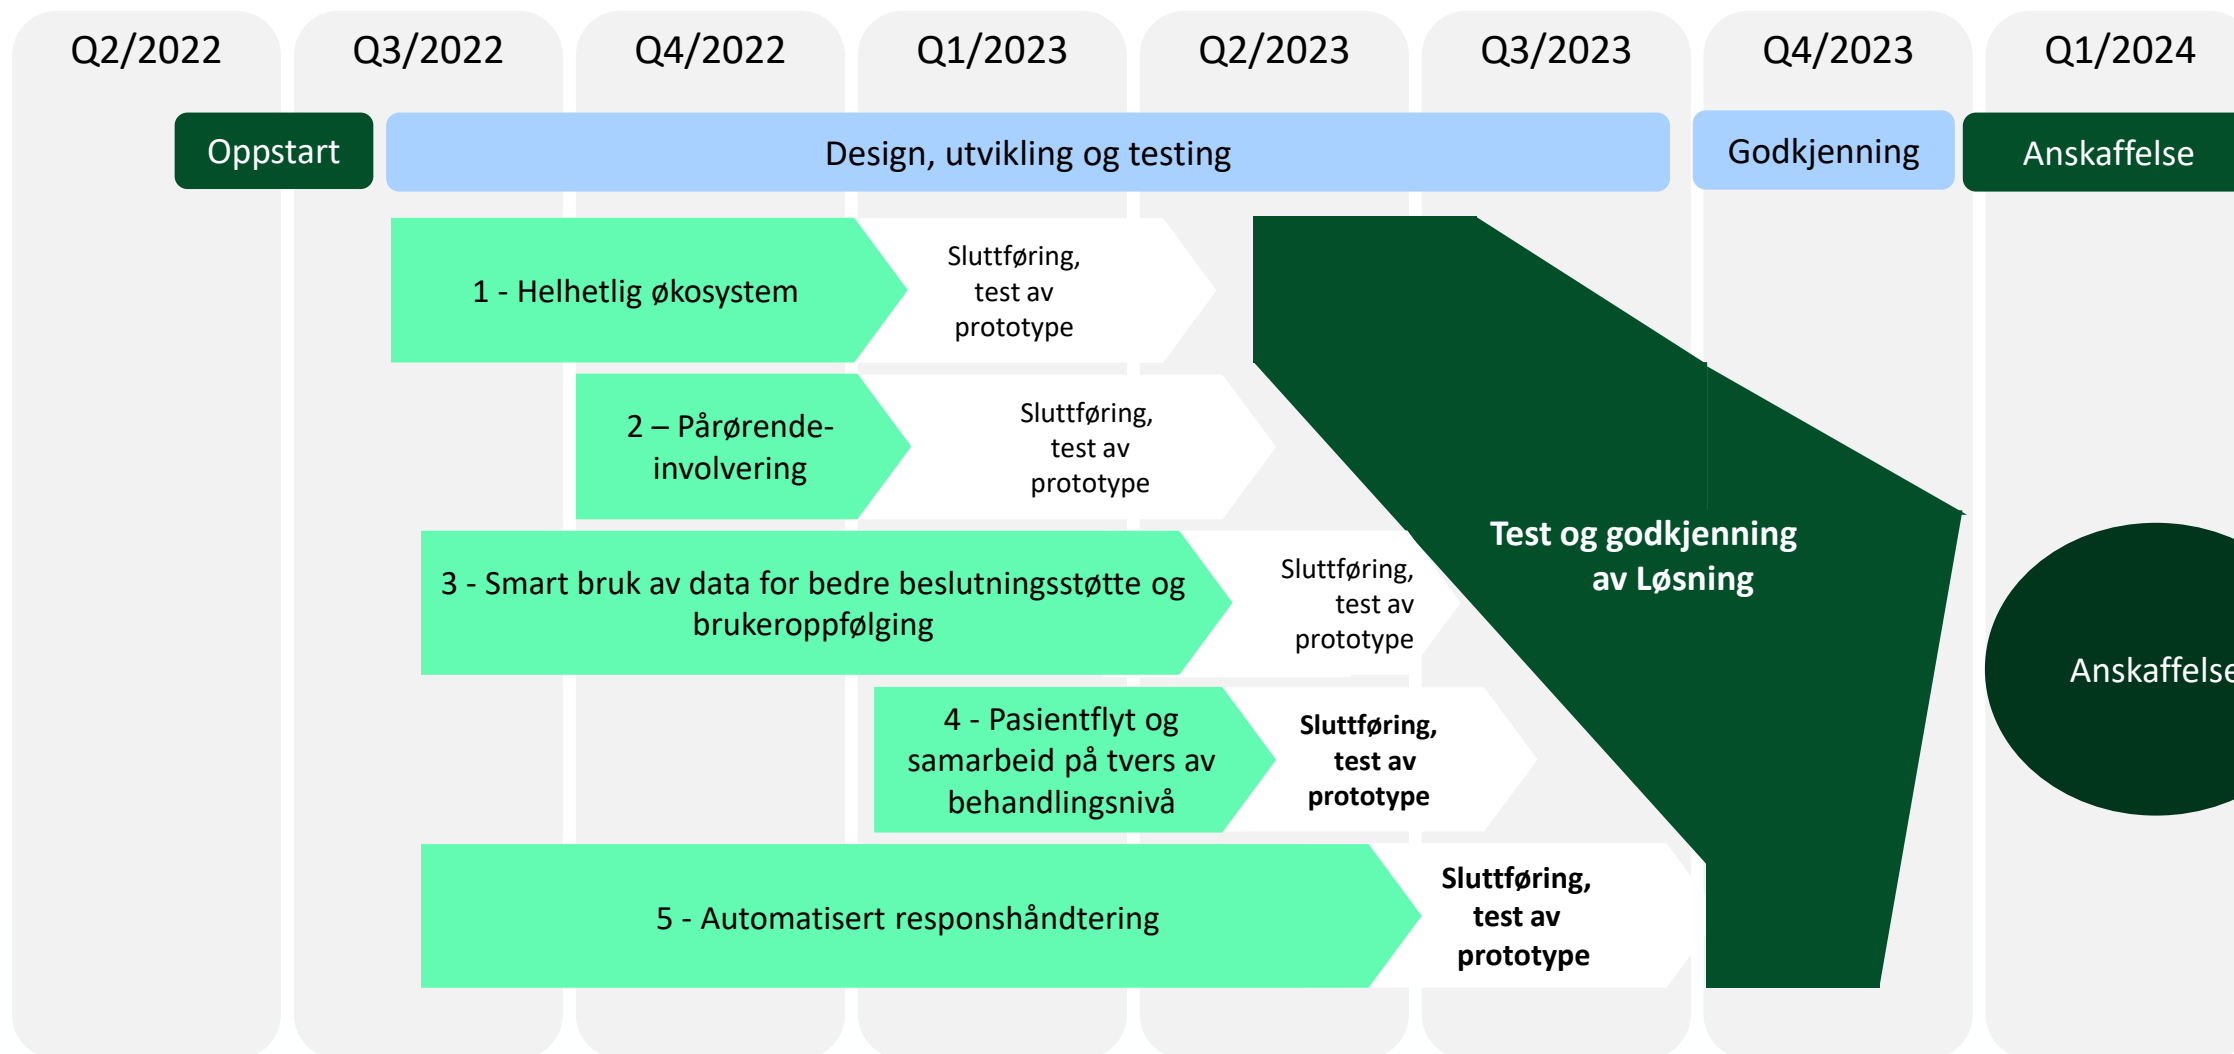 Q2/2022
Q3/2022
Q4/2022
Q1/2023
Q2/2023
Q3/2023
Q4/2023
Q1/2024
Oppstart
Design, utvikling og testing
Godkjenning
Anskaffelse
1 - Helhetlig økosystem
Sluttføring,
test av
prototype
2 – Pårørende-
involvering
Sluttføring,
test av
prototype
3 - Smart bruk av data for bedre beslutningsstøtte og
brukeroppfølging
Sluttføring,
test av
prototype
Test og godkjenning
av Løsning
4 - Pasientflyt og
samarbeid på tvers av
behandlingsnivå
Sluttføring,
test av
prototype
Anskaffelse
5 - Automatisert responshåndtering
Sluttføring,
test av
prototype